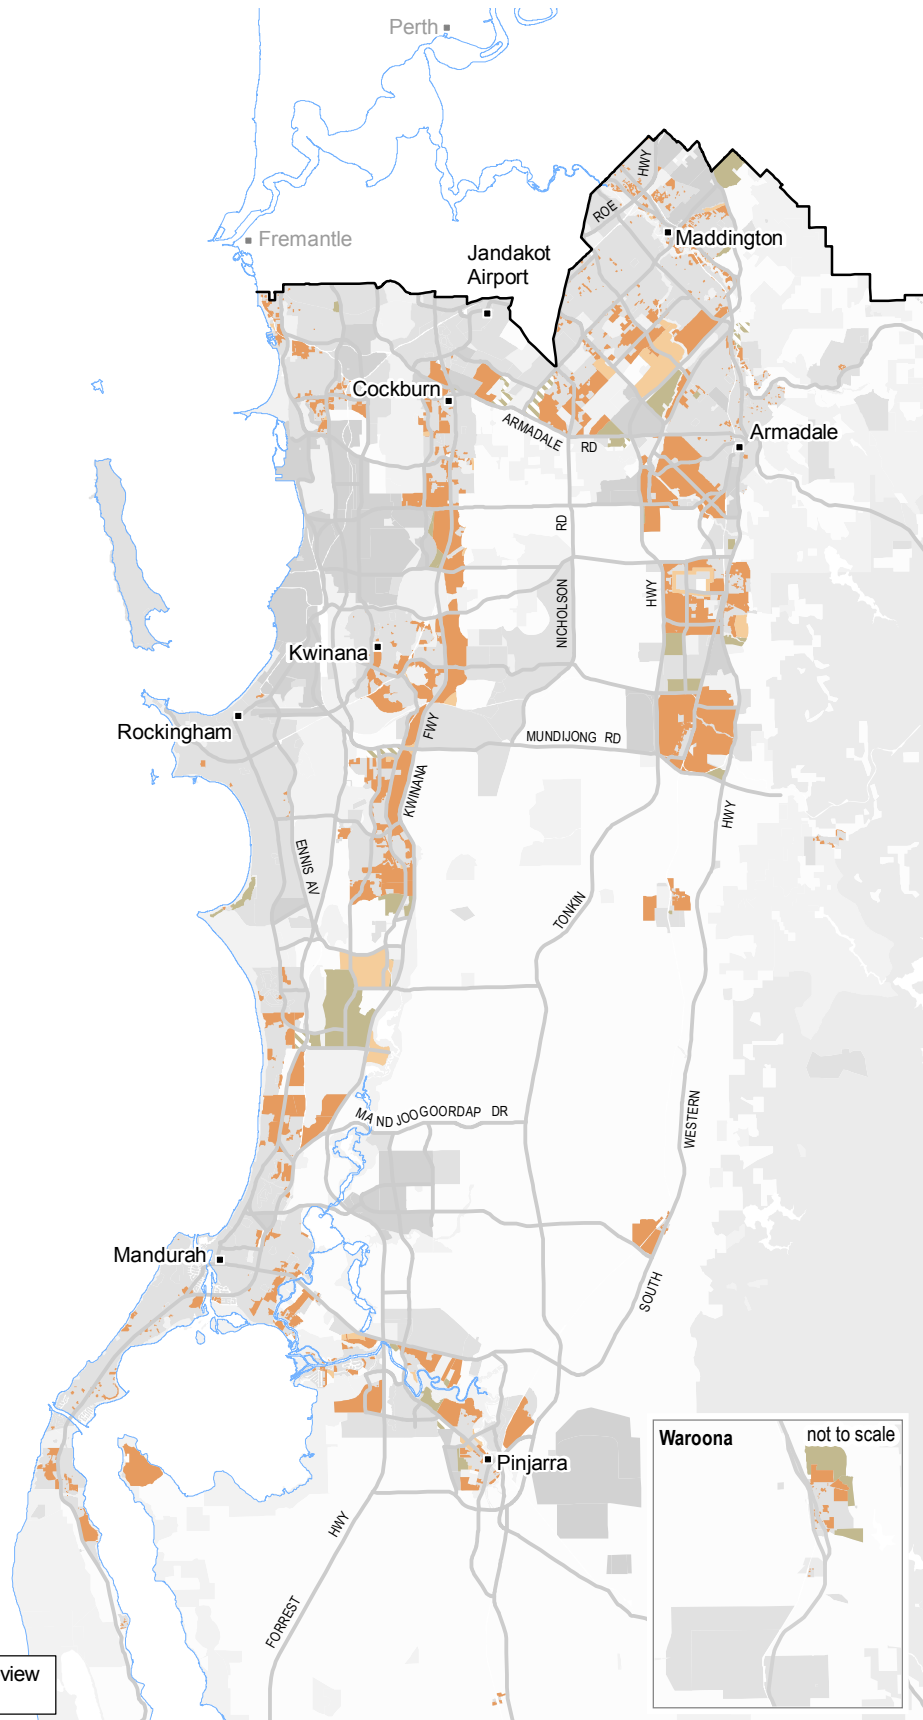 Perth
HWY
ROE
Maddington
Fremantle
Jandakot
Airport
Cockburn
ARMADALE
RD
Armadale
RD
NICHOLSON
HWY
Kwinana
Rockingham
FWY
KWINANA
MUNDIJONG RD
HWY
ENNIS AV
TONKIN
MANDJOOGOORDAP DR
WESTERN
Mandurah
SOUTH
Pinjarra
Waroona
not to scale
HWY
FORREST
view